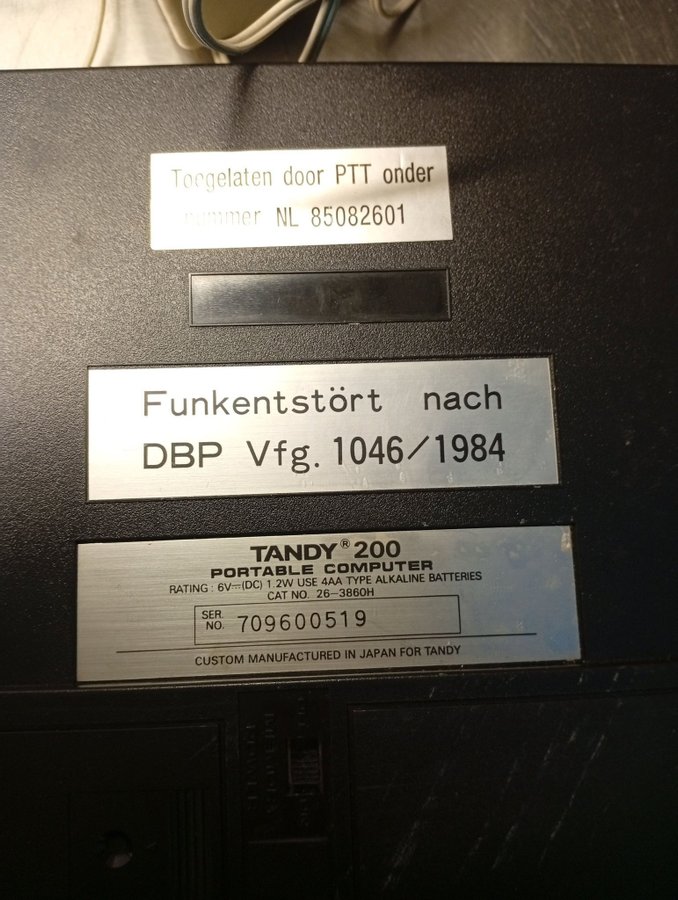 Toegelaten door PTT onder
nummer NL 85082601
Funkentstört nach
DBP Vfg. 1046/1984
TANDY® 200
PORTABLE COMPUTER
RATING : 6V⎓(DC) 1.2W USE 4AA TYPE ALKALINE BATTERIES
CAT NO. 26-3860H
SER.
NO. 709600519
CUSTOM MANUFACTURED IN JAPAN FOR TANDY